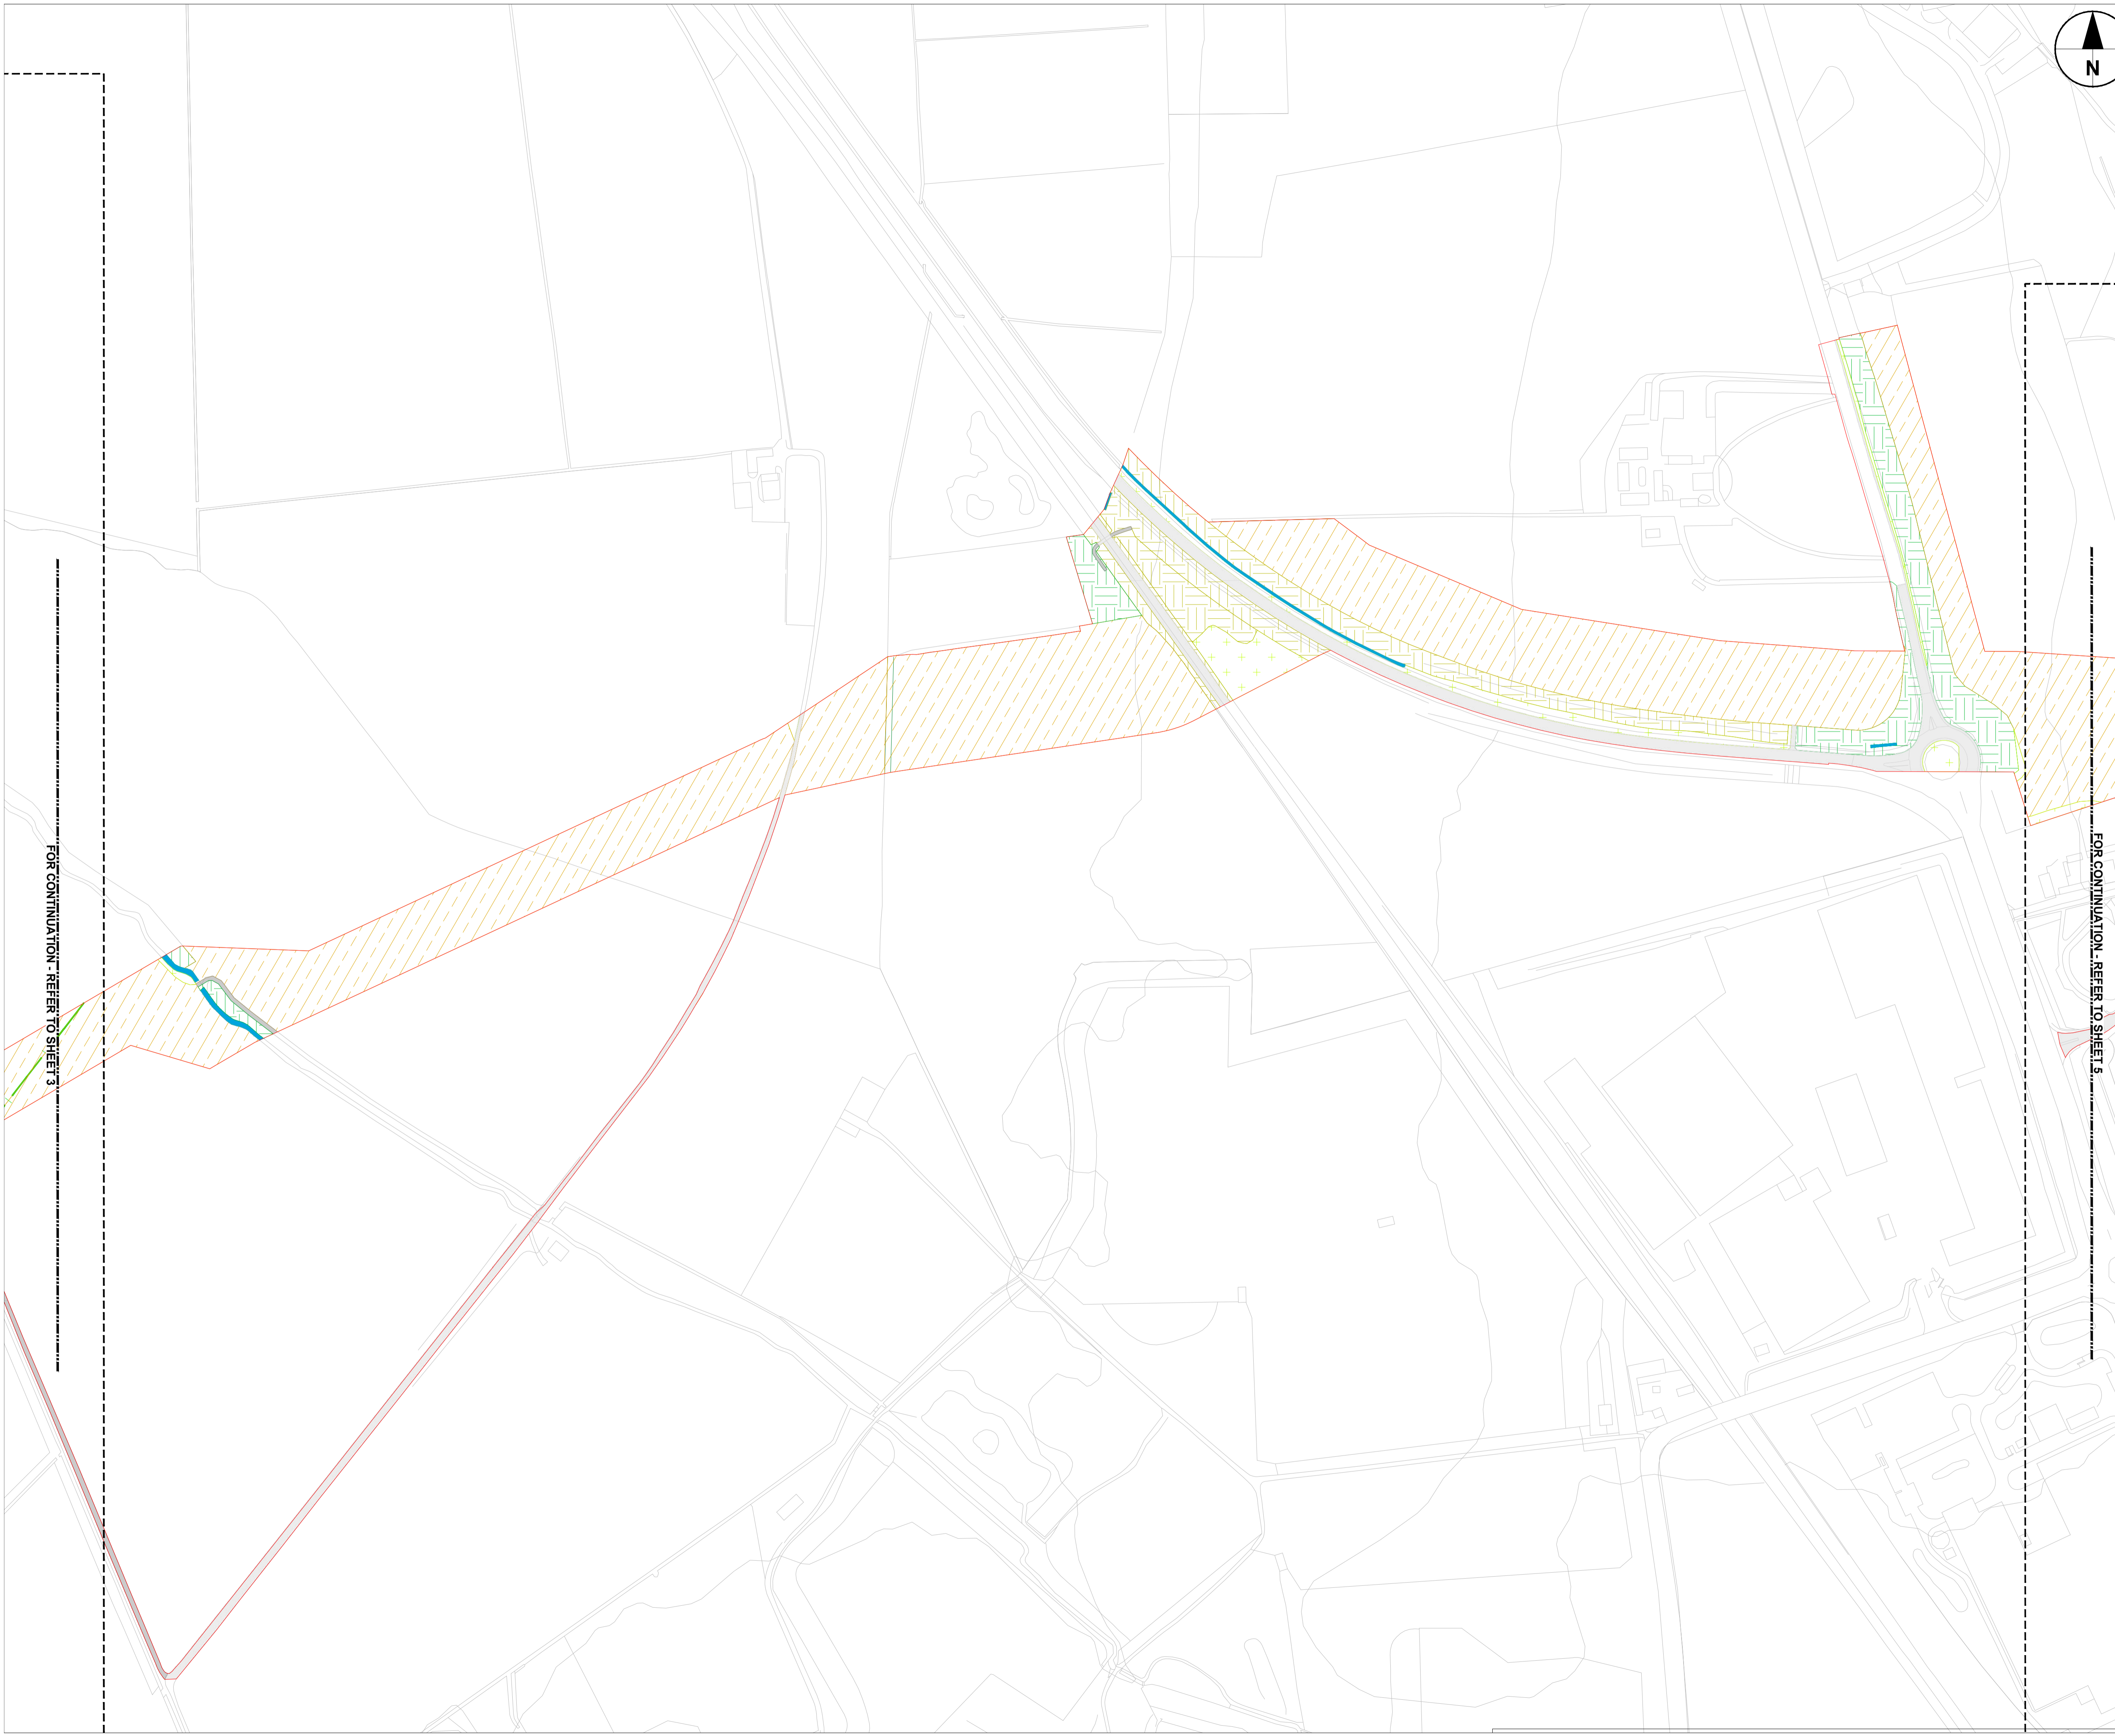 N
FOR CONTINUATION - REFER TO SHEET 3
FOR CONTINUATION - REFER TO SHEET 5